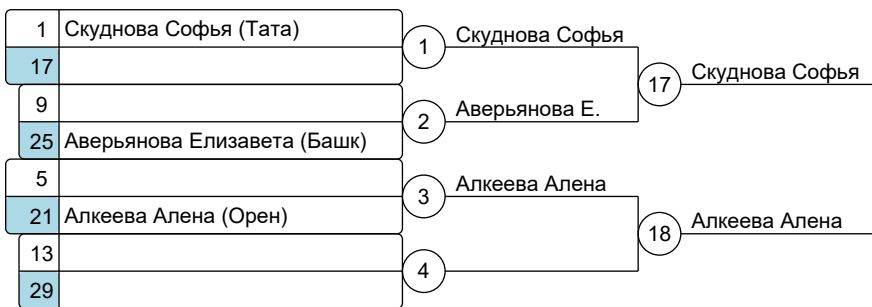 1 Скуднова Софья (Тата)
17
9
25 Аверьянова Елизавета (Башк)
5
21 Алкеева Алена (Орен)
13
29
1 Скуднова Софья
2 Аверьянова Е.
3 Алкеева Алена
4
17 Скуднова Софья
18 Алкеева Алена